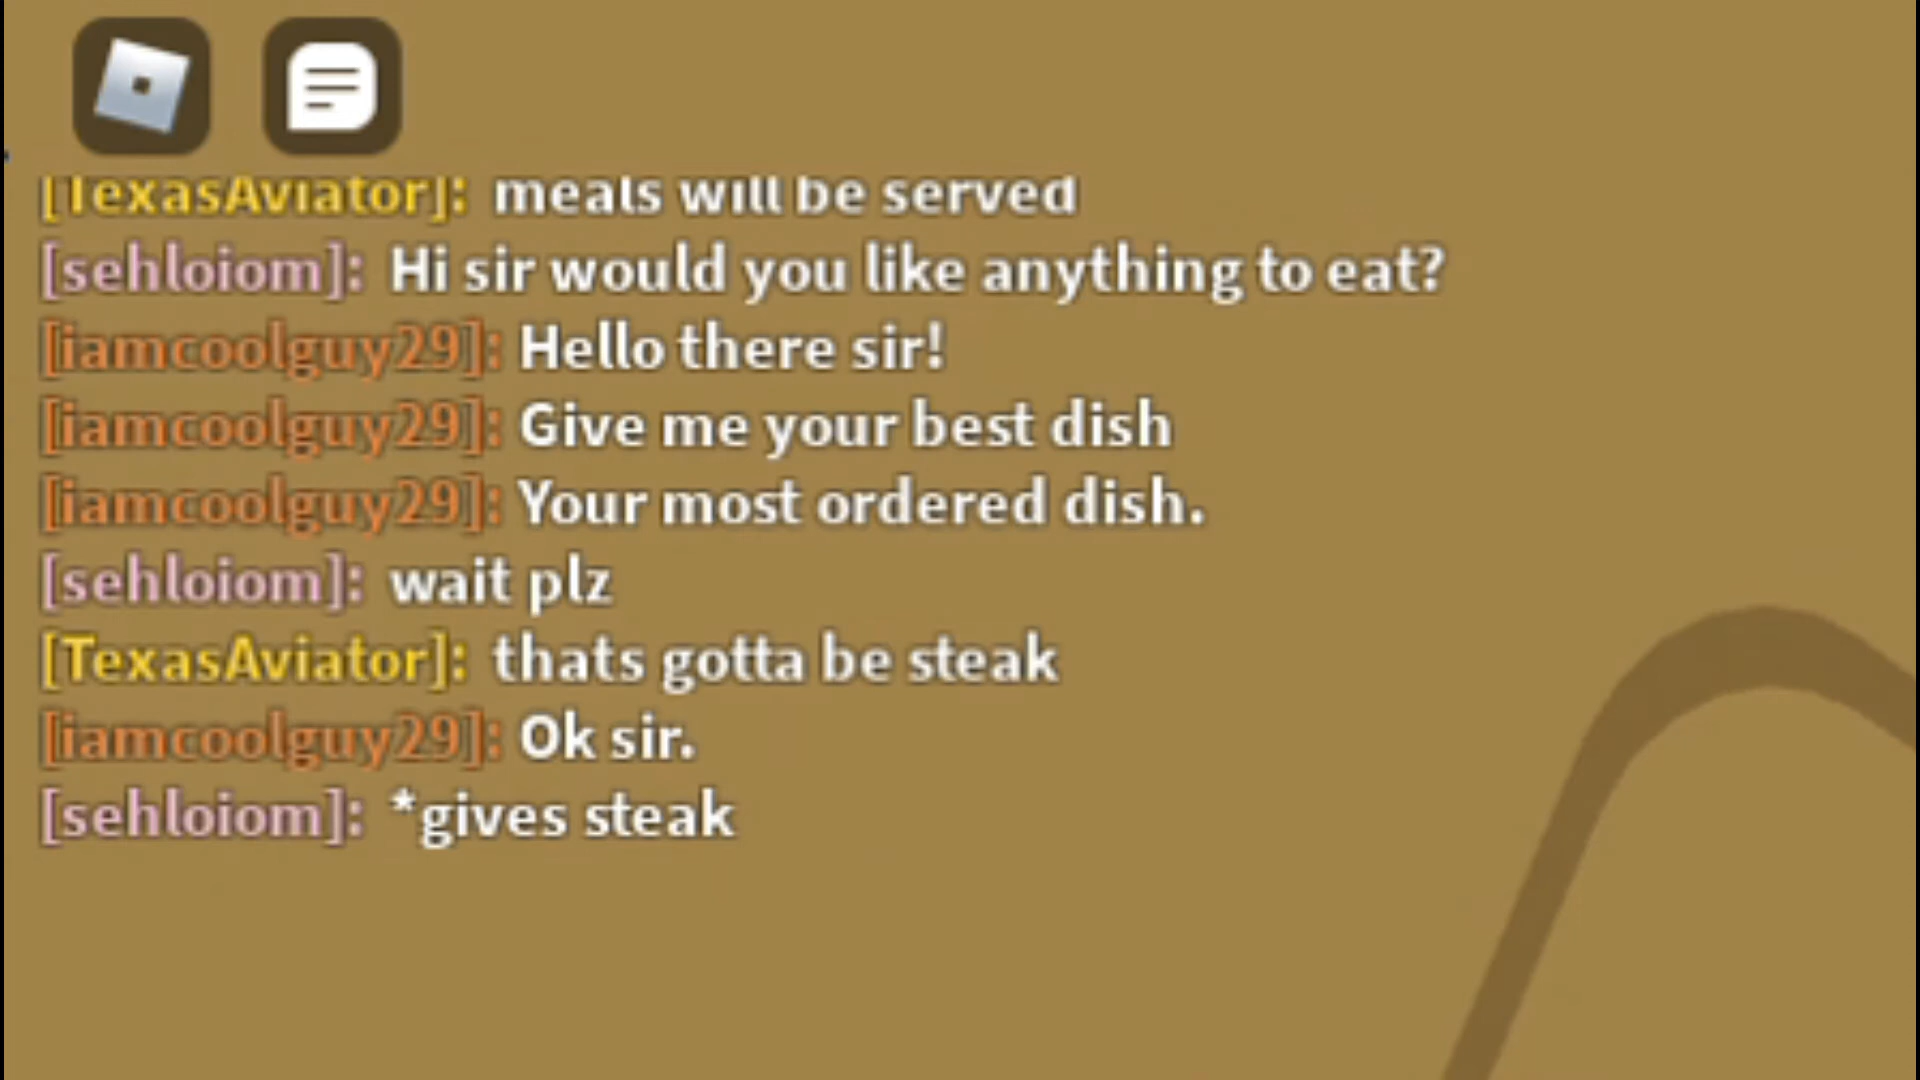 [TexasAviator]: meals will be served
[sehloiom]: Hi sir would you like anything to eat?
[iamcoolguy29]: Hello there sir!
[iamcoolguy29]: Give me your best dish
[iamcoolguy29]: Your most ordered dish.
[sehloiom]: wait plz
[TexasAviator]: thats gotta be steak
[iamcoolguy29]: Ok sir.
[sehloiom]: *gives steak